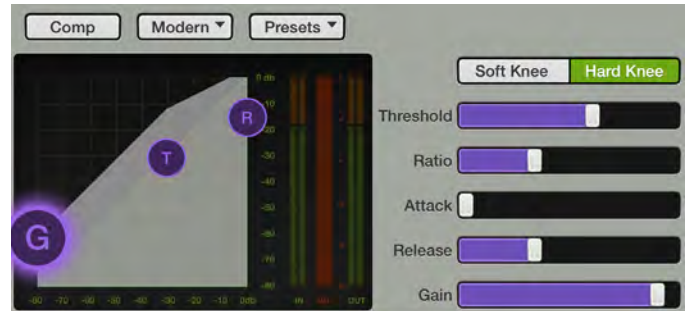 Comp Modern Presets
Soft Knee Hard Knee
0 db
-10
R
Threshold
-20
T
-30
Ratio
-40
-50
Attack
G
-60
Release
-70
-80
Gain
-80 -70 -60 -50 -40 -30 -20 -10 0db IN OUT